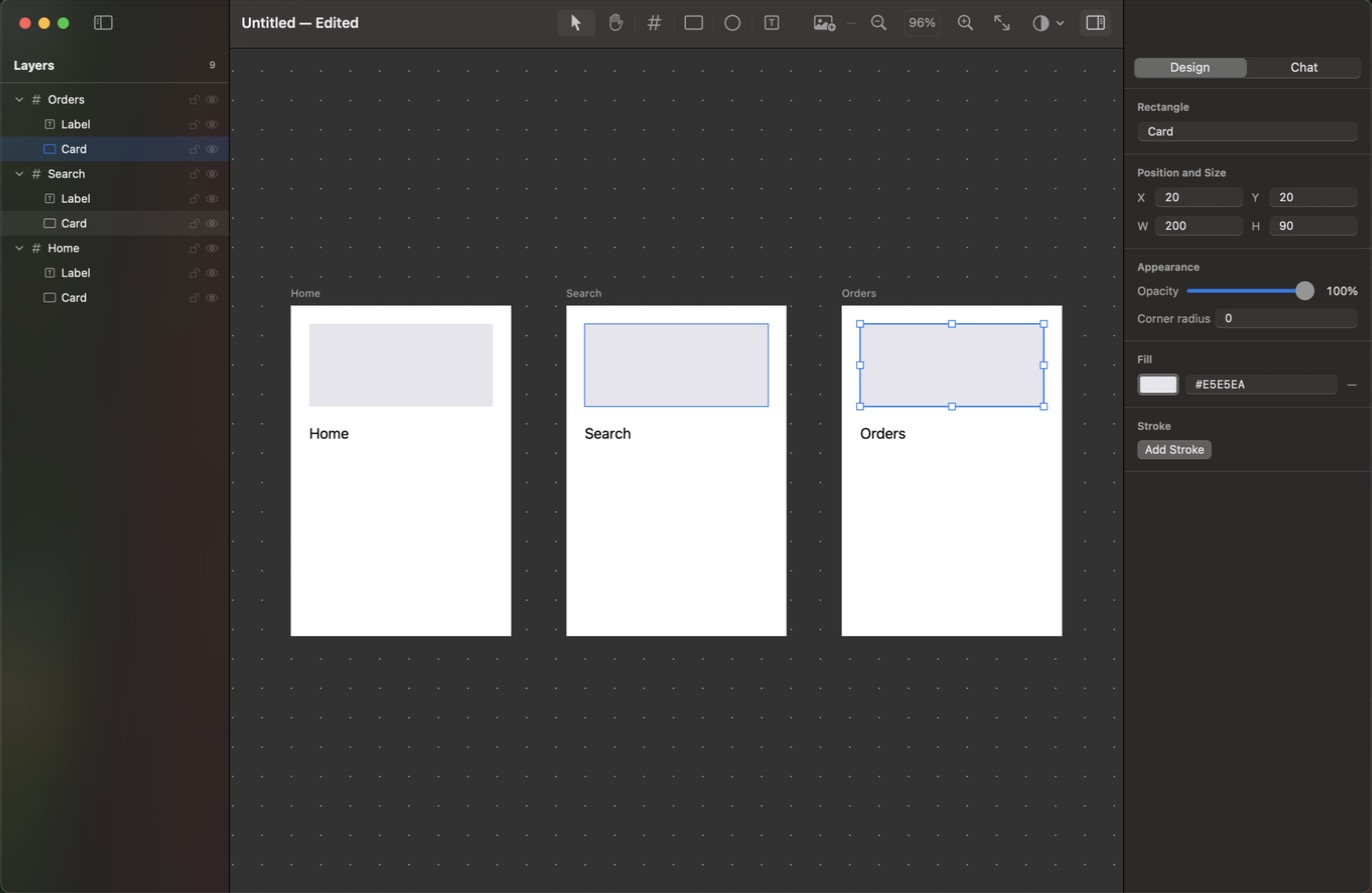 Untitled — Edited
96%
Layers
9
Orders
Label
Card
Search
Label
Card
Home
Label
Card
Home
Search
Orders
Home
Search
Orders
Design
Chat
Rectangle
Card
Position and Size
X 20 Y 20
W 200 H 90
Appearance
Opacity 100%
Corner radius 0
Fill
#E5E5EA
Stroke
Add Stroke